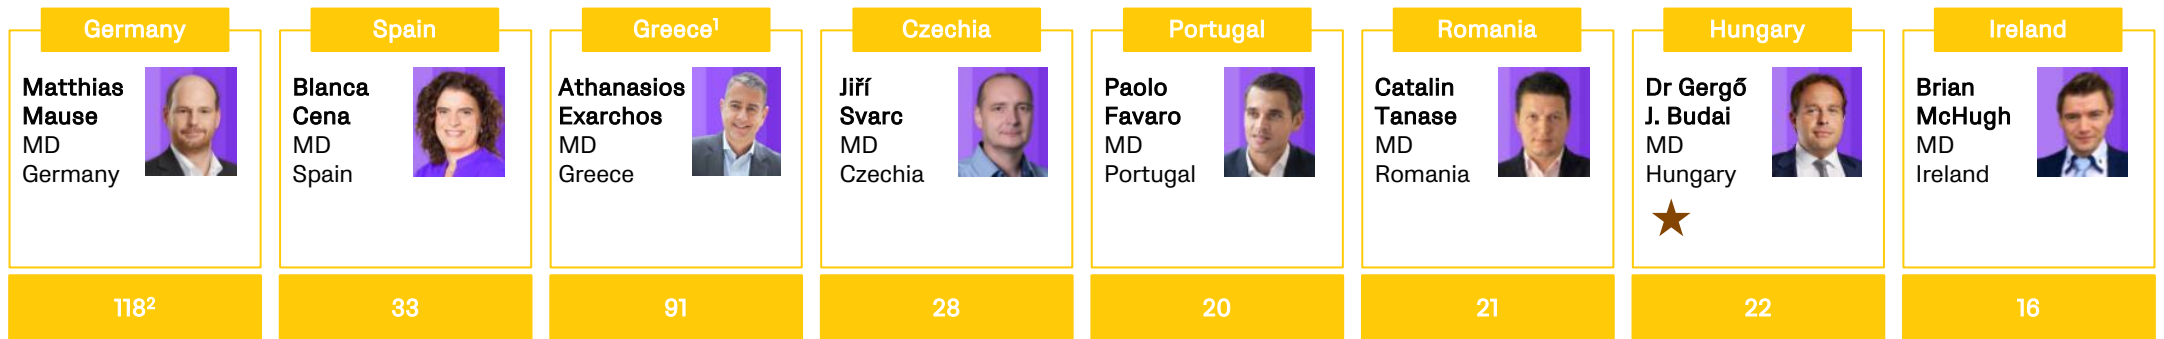 Germany
Matthias
Mause
MD
Germany
118²
Spain
Blanca
Cena
MD
Spain
33
Greece¹
Athanasios
Exarchos
MD
Greece
91
Czechia
Jiří
Svarc
MD
Czechia
28
Portugal
Paolo
Favaro
MD
Portugal
20
Romania
Catalin
Tanase
MD
Romania
21
Hungary
Dr Gergő
J. Budai
MD
Hungary
22
Ireland
Brian
McHugh
MD
Ireland
16